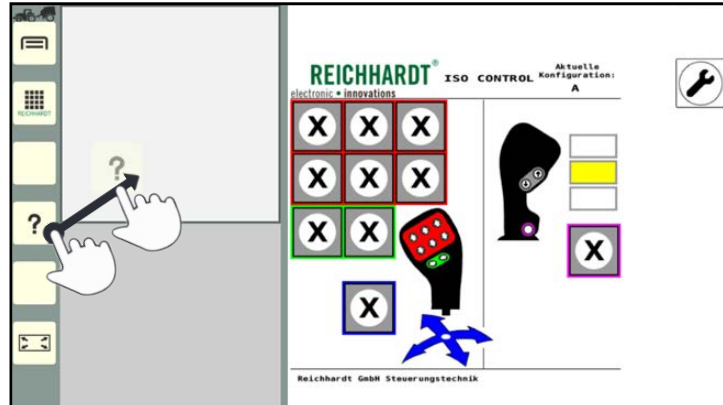 REICHHARDT
REICHHARDT®
electronic • innovations
ISO CONTROL
Aktuelle
Konfiguration:
A
X X X
X X X
X X
X
X
?
?
Reichhardt GmbH Steuerungstechnik